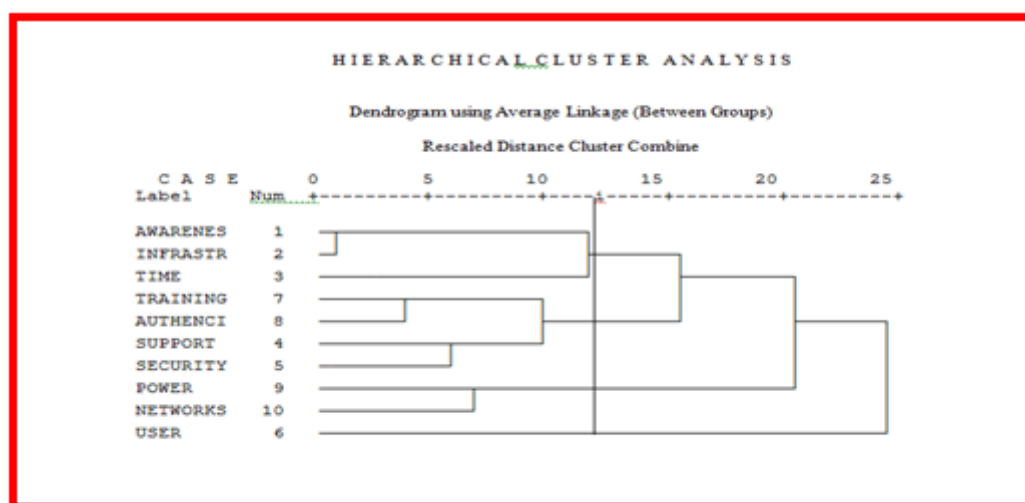 HIERARCHICAL CLUSTER ANALYSIS
Dendrogram using Average Linkage (Between Groups)
Rescaled Distance Cluster Combine
C A S E 0 5 10 15 20 25
Label Num +---------+---------+---------+---------+---------+
AWARENES 1
INFRASTR 2
TIME 3
TRAINING 7
AUTHENCI 8
SUPPORT 4
SECURITY 5
POWER 9
NETWORKS 10
USER 6